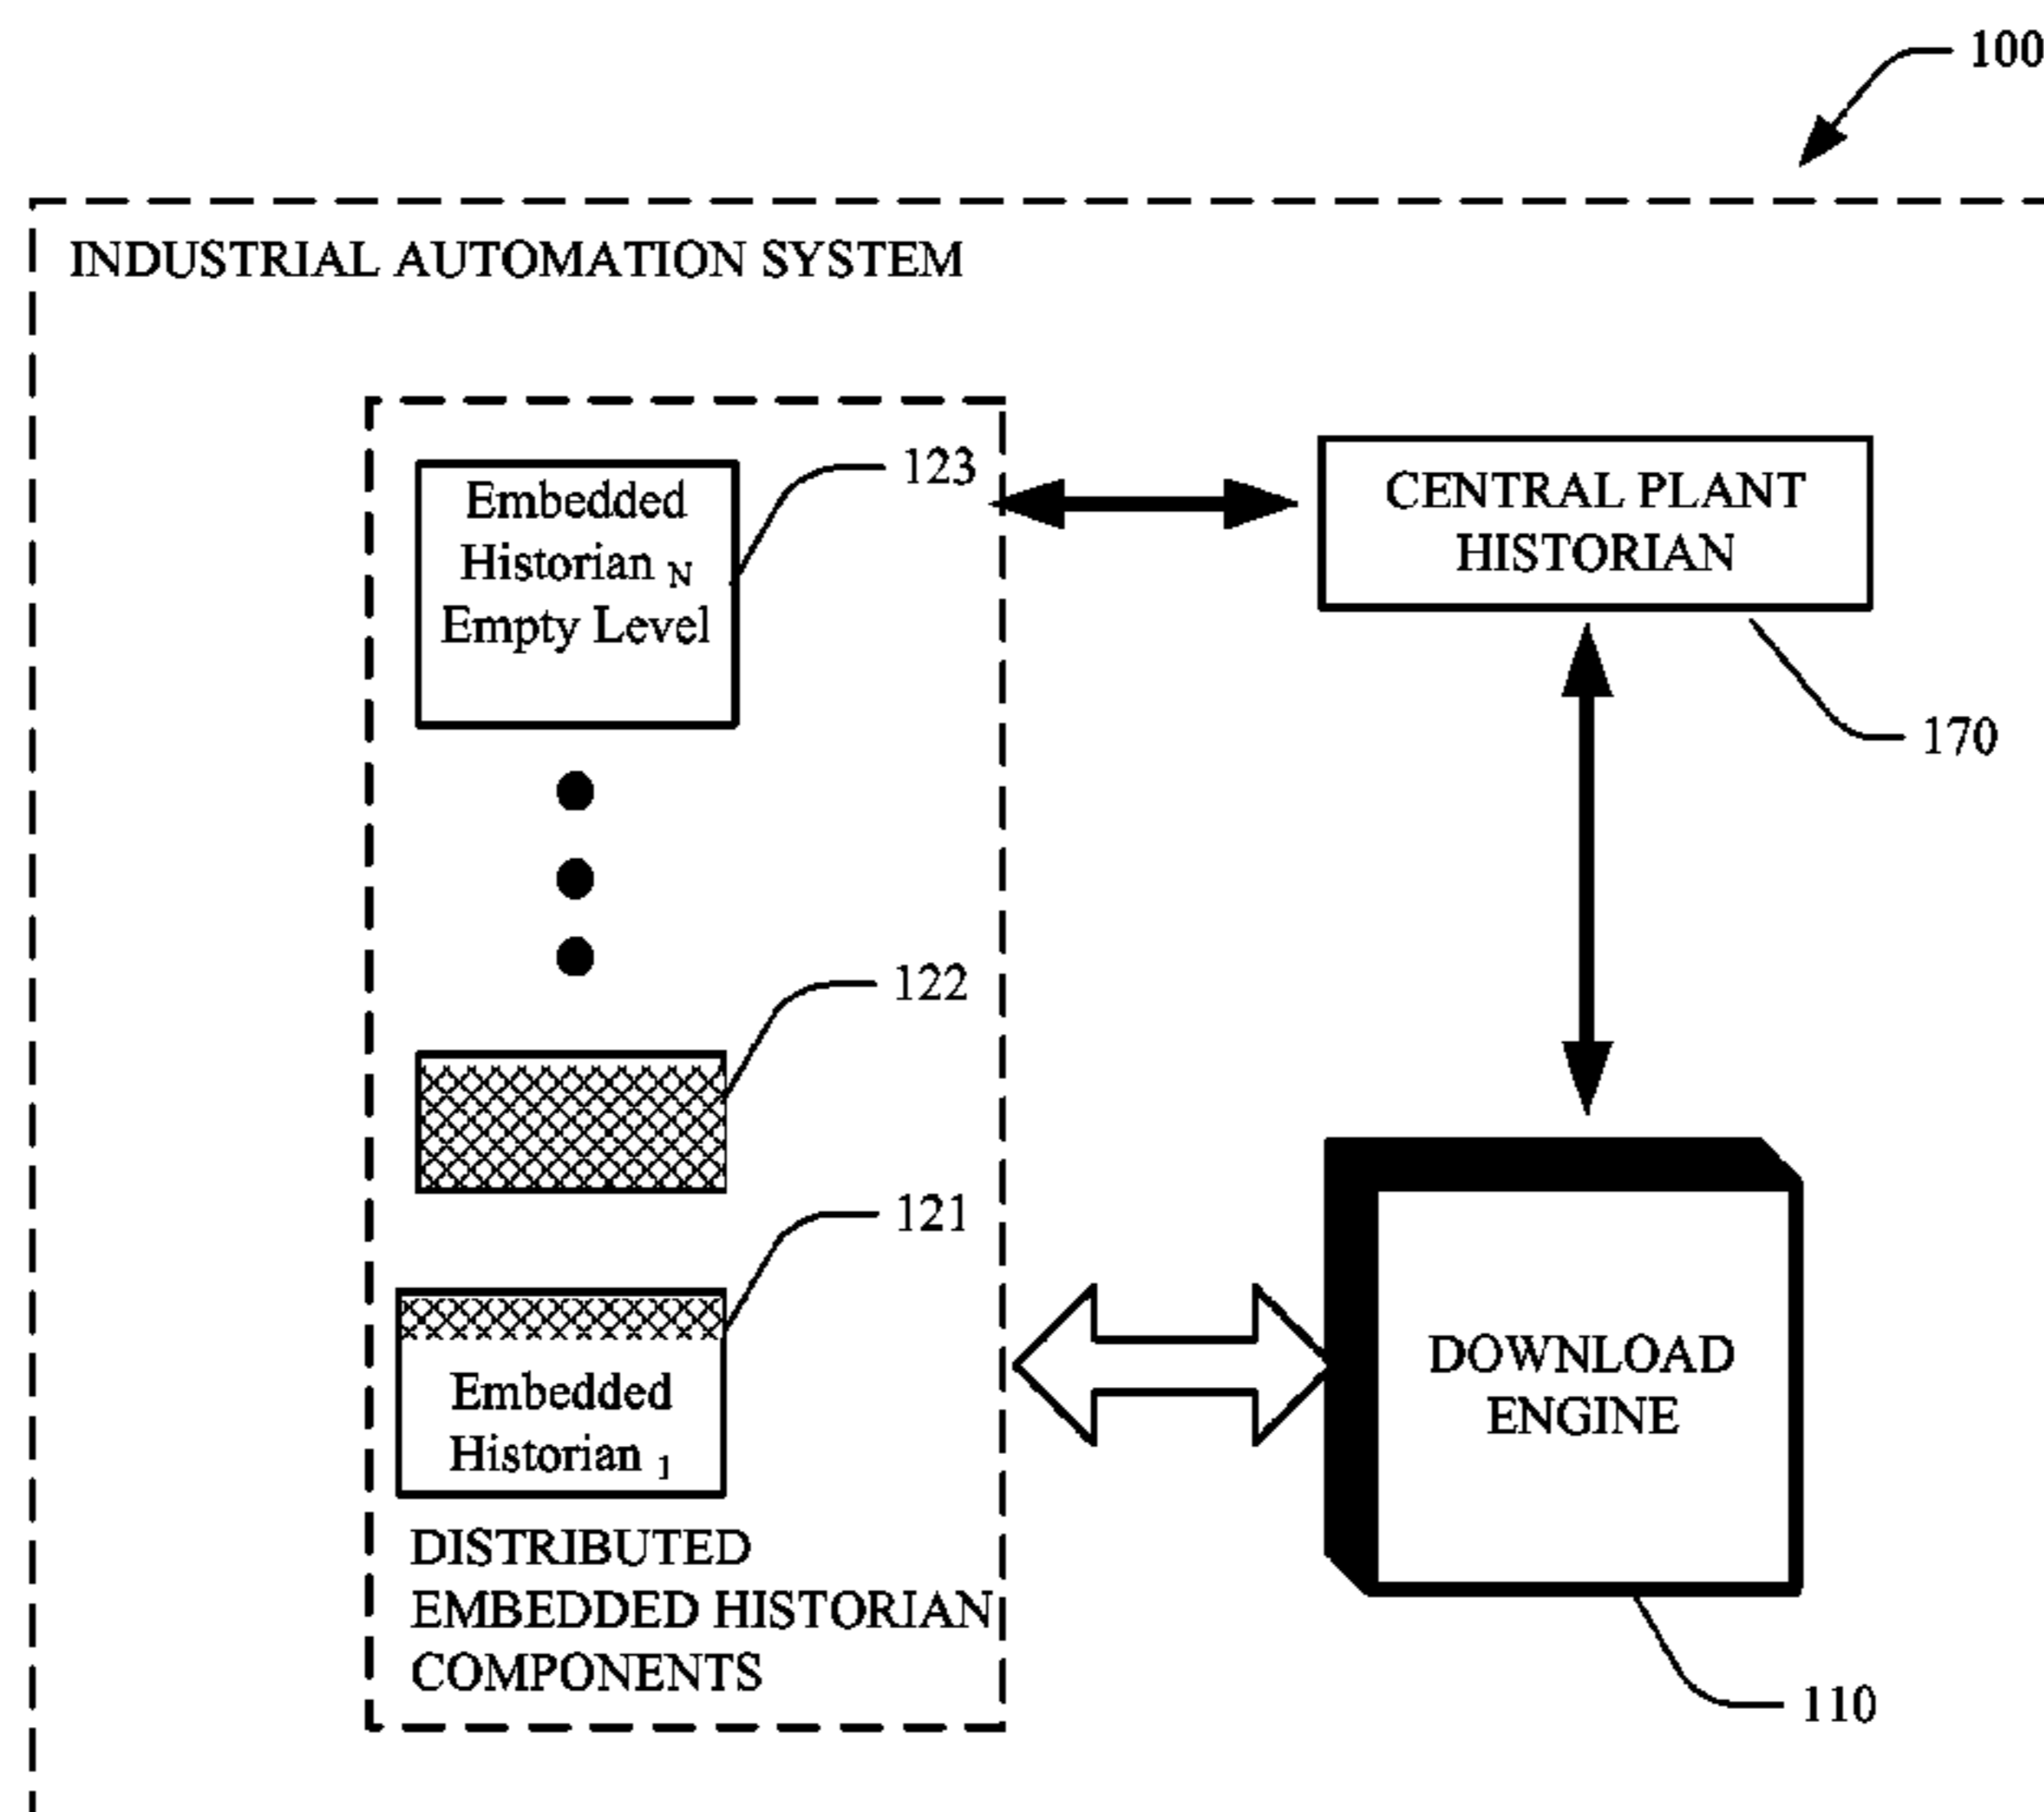 100
INDUSTRIAL AUTOMATION SYSTEM
Embedded
Historian N
Empty Level
123
CENTRAL PLANT
HISTORIAN
170
122
121
Embedded
Historian 1
DISTRIBUTED
EMBEDDED HISTORIAN
COMPONENTS
DOWNLOAD
ENGINE
110